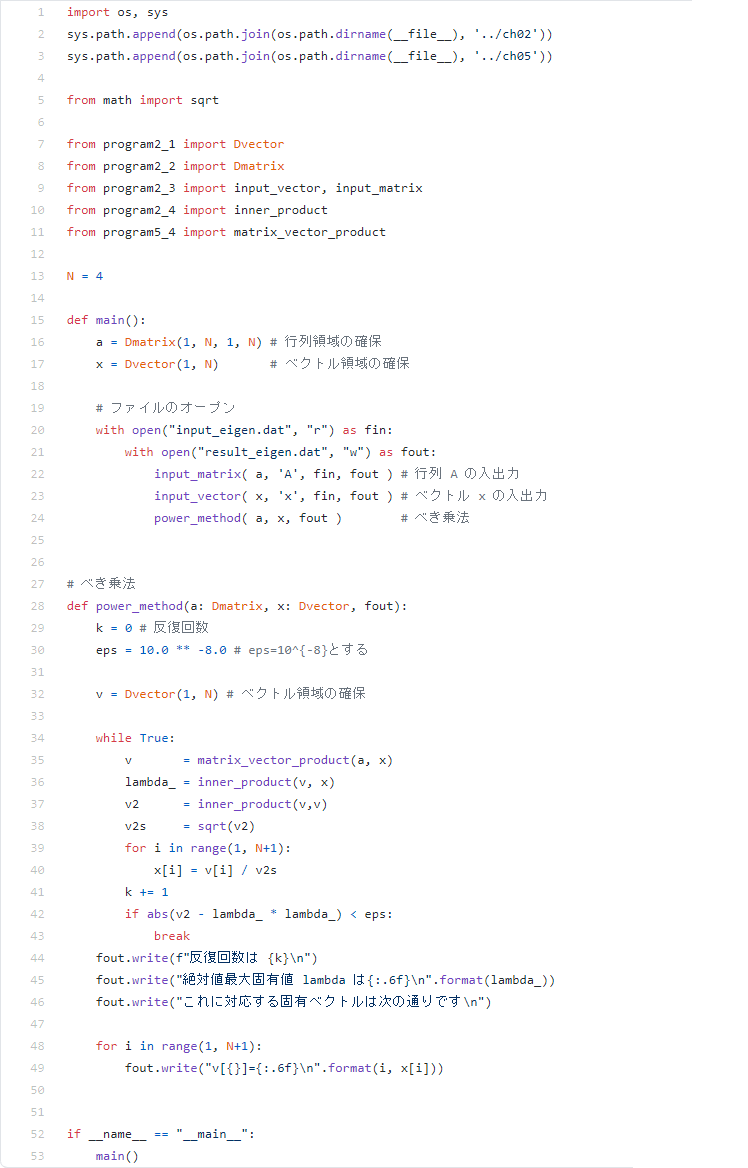 1 import os, sys
2 sys.path.append(os.path.join(os.path.dirname(__file__), '../ch02'))
3 sys.path.append(os.path.join(os.path.dirname(__file__), '../ch05'))
4
5 from math import sqrt
6
7 from program2_1 import Dvector
8 from program2_2 import Dmatrix
9 from program2_3 import input_vector, input_matrix
10 from program2_4 import inner_product
11 from program5_4 import matrix_vector_product
12
13 N = 4
14
15 def main():
16     a = Dmatrix(1, N, 1, N) # 行列領域の確保
17     x = Dvector(1, N)       # ベクトル領域の確保
18
19     # ファイルのオープン
20     with open("input_eigen.dat", "r") as fin:
21         with open("result_eigen.dat", "w") as fout:
22             input_matrix( a, 'A', fin, fout ) # 行列 A の入出力
23             input_vector( x, 'x', fin, fout ) # ベクトル x の入出力
24             power_method( a, x, fout )        # べき乗法
25
26
27 # べき乗法
28 def power_method(a: Dmatrix, x: Dvector, fout):
29     k = 0 # 反復回数
30     eps = 10.0 ** -8.0 # eps=10^{-8}とする
31
32     v = Dvector(1, N) # ベクトル領域の確保
33
34     while True:
35         v       = matrix_vector_product(a, x)
36         lambda_ = inner_product(v, x)
37         v2      = inner_product(v,v)
38         v2s     = sqrt(v2)
39         for i in range(1, N+1):
40             x[i] = v[i] / v2s
41         k += 1
42         if abs(v2 - lambda_ * lambda_) < eps:
43             break
44     fout.write(f"反復回数は {k}\n")
45     fout.write("絶対値最大固有値 lambda は{:.6f}\n".format(lambda_))
46     fout.write("これに対応する固有ベクトルは次の通りです\n")
47
48     for i in range(1, N+1):
49         fout.write("v[{}]={:.6f}\n".format(i, x[i]))
50
51
52 if __name__ == "__main__":
53     main()